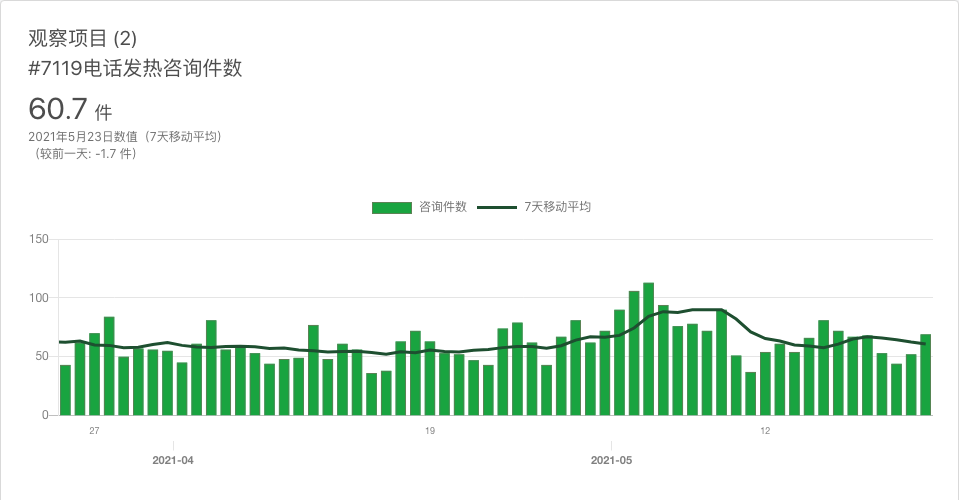 观察项目 (2)
#7119电话发热咨询件数
60.7 件
2021年5月23日数值（7天移动平均）
（较前一天: -1.7 件）
咨询件数 7天移动平均
150
100
50
0
27 19 12
2021-04 2021-05